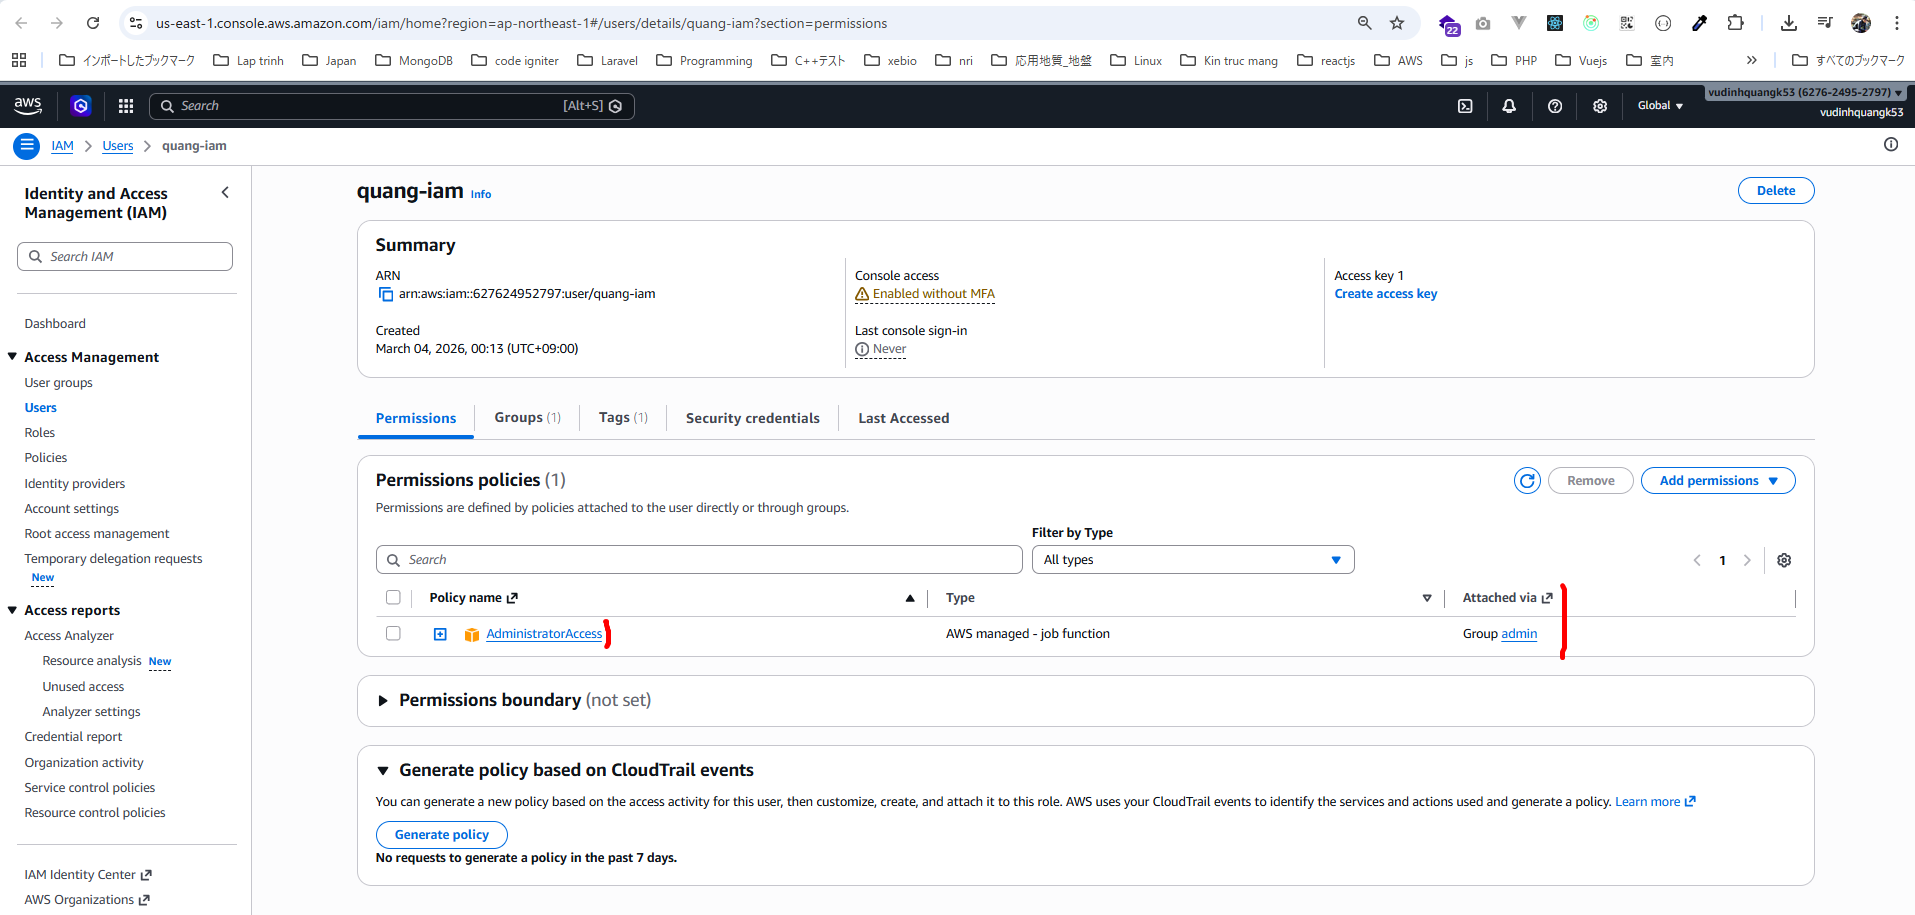 us-east-1.console.aws.amazon.com/iam/home?region=ap-northeast-1#/users/details/quang-iam?section=permissions
22
インポートしたブックマーク Lap trinh Japan MongoDB code igniter Laravel Programming C++テスト xebio nri 応用地質_地盤 Linux Kin truc mang reactjs AWS js PHP Vuejs 室内 » すべてのブックマーク
aws Search [Alt+S] Global vudinhquangk53 (6276-2495-2797)
vudinhquangk53
IAM Users quang-iam
Identity and Access Management (IAM)
Search IAM
Dashboard
Access Management
User groups
Users
Roles
Policies
Identity providers
Account settings
Root access management
Temporary delegation requests
New
Access reports
Access Analyzer
Resource analysis New
Unused access
Analyzer settings
Credential report
Organization activity
Service control policies
Resource control policies
IAM Identity Center
AWS Organizations
quang-iam Info
Delete
Summary
ARN
arn:aws:iam::627624952797:user/quang-iam
Created
March 04, 2026, 00:13 (UTC+09:00)
Console access
Enabled without MFA
Last console sign-in
Never
Access key 1
Create access key
Permissions Groups (1) Tags (1) Security credentials Last Accessed
Permissions policies (1)
Remove Add permissions
Permissions are defined by policies attached to the user directly or through groups.
Filter by Type
Search All types 1
Policy name Type Attached via
AdministratorAccess AWS managed - job function Group admin
Permissions boundary (not set)
Generate policy based on CloudTrail events
You can generate a new policy based on the access activity for this user, then customize, create, and attach it to this role. AWS uses your CloudTrail events to identify the services and actions used and generate a policy. Learn more
Generate policy
No requests to generate a policy in the past 7 days.